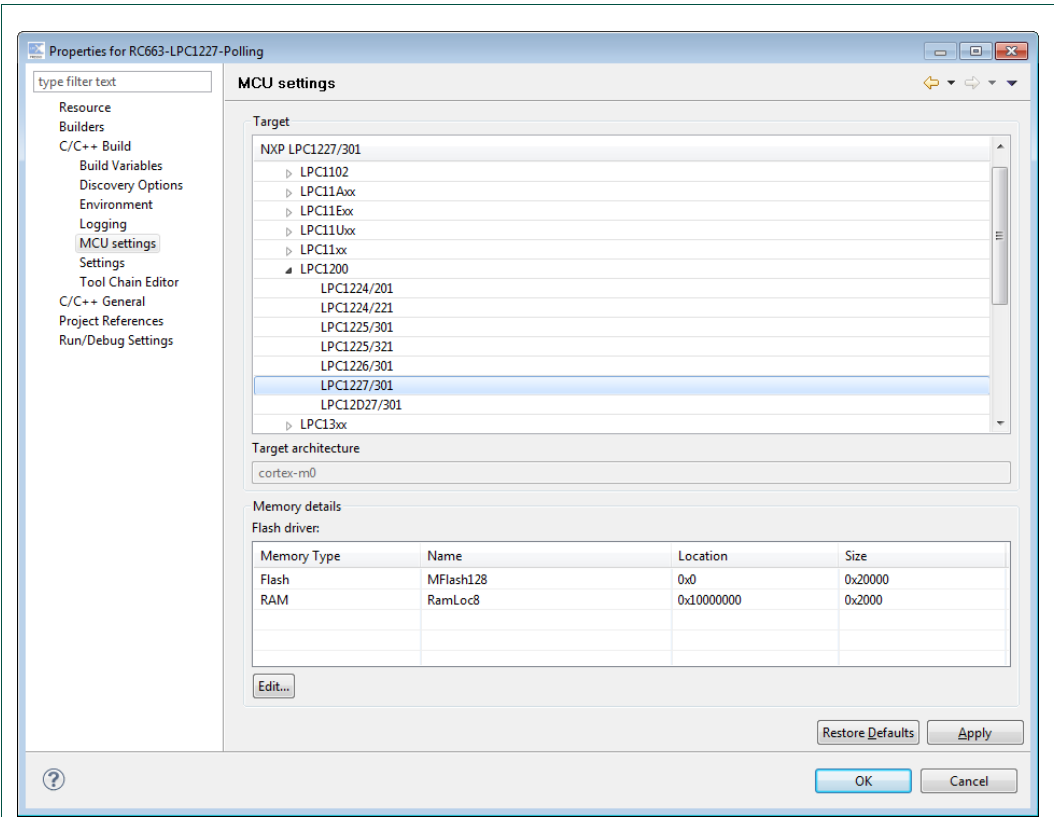 Properties for RC663-LPC1227-Polling
type filter text
Resource
Builders
C/C++ Build
Build Variables
Discovery Options
Environment
Logging
MCU settings
Settings
Tool Chain Editor
C/C++ General
Project References
Run/Debug Settings
MCU settings
Target
NXP LPC1227/301
LPC1102
LPC11Axx
LPC11Exx
LPC11Uxx
LPC11xx
LPC1200
LPC1224/201
LPC1224/221
LPC1225/301
LPC1225/321
LPC1226/301
LPC1227/301
LPC12D27/301
LPC13xx
Target architecture
cortex-m0
Memory details
Flash driver:
Memory Type Name Location Size
Flash MFlash128 0x0 0x20000
RAM RamLoc8 0x10000000 0x2000
Edit...
Restore Defaults Apply
? OK Cancel